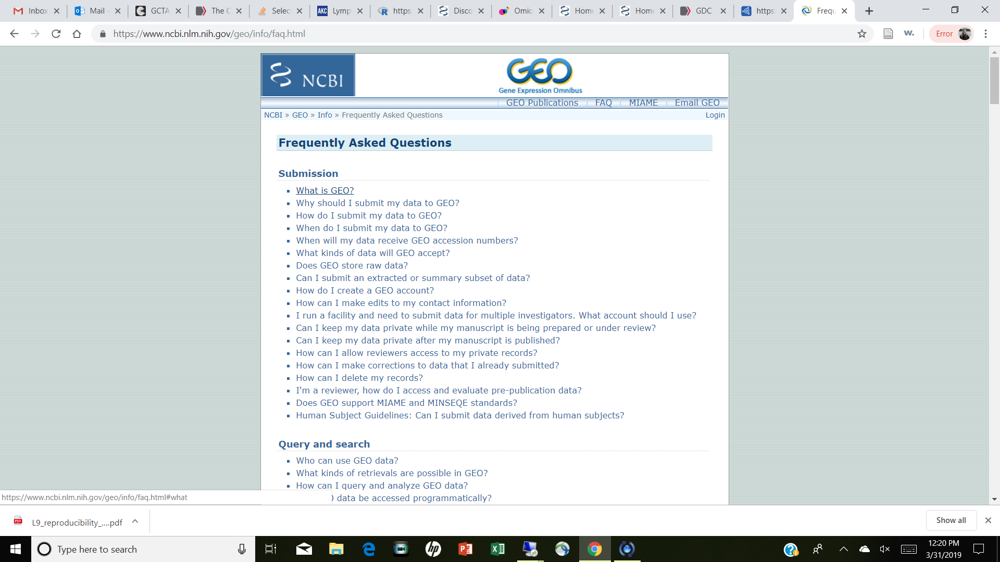 Inbox
Mail -
GCTA
The C
Selec
AKC
Lymp
R
https:
Disco
Omic
Home
Home
GDC
https:
Frequ
https://www.ncbi.nlm.nih.gov/geo/info/faq.html
w.
Error
NCBI
GEO
Gene Expression Omnibus
GEO Publications
FAQ
MIAME
Email GEO
NCBI » GEO » Info » Frequently Asked Questions
Login
Frequently Asked Questions
Submission
What is GEO?
Why should I submit my data to GEO?
How do I submit my data to GEO?
When do I submit my data to GEO?
When will my data receive GEO accession numbers?
What kinds of data will GEO accept?
Does GEO store raw data?
Can I submit an extracted or summary subset of data?
How do I create a GEO account?
How can I make edits to my contact information?
I run a facility and need to submit data for multiple investigators. What account should I use?
Can I keep my data private while my manuscript is being prepared or under review?
Can I keep my data private after my manuscript is published?
How can I allow reviewers access to my private records?
How can I make corrections to data that I already submitted?
How can I delete my records?
I'm a reviewer, how do I access and evaluate pre-publication data?
Does GEO support MIAME and MINSEQE standards?
Human Subject Guidelines: Can I submit data derived from human subjects?
Query and search
Who can use GEO data?
What kinds of retrievals are possible in GEO?
How can I query and analyze GEO data?
data be accessed programmatically?
https://www.ncbi.nlm.nih.gov/geo/info/faq.html#what
PDF
L9_reproducibility_....pdf
Show all
Type here to search
12:20 PM
3/31/2019